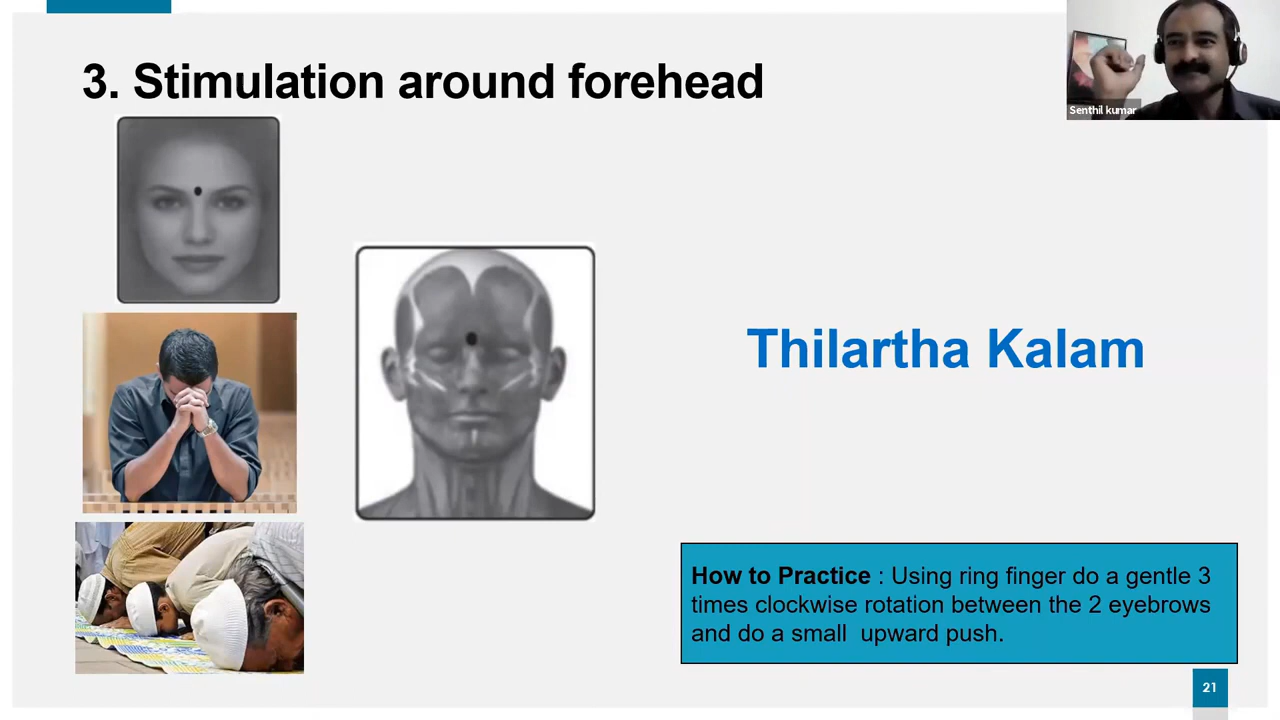 3. Stimulation around forehead
Senthil kumar
Thilartha Kalam
How to Practice : Using ring finger do a gentle 3
times clockwise rotation between the 2 eyebrows
and do a small  upward push.
21